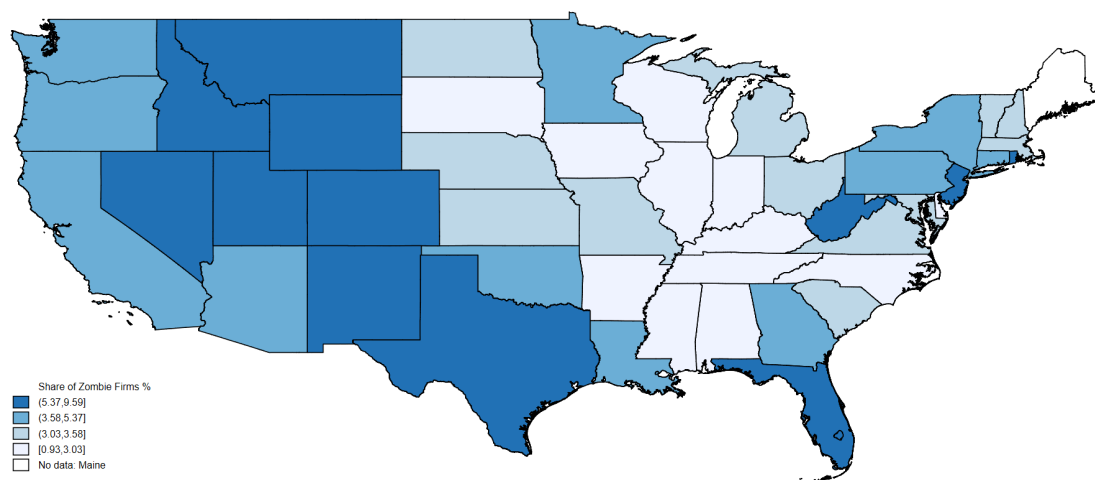 Share of Zombie Firms %
(5.37,9.59]
(3.58,5.37]
(3.03,3.58]
[0.93,3.03]
No data: Maine